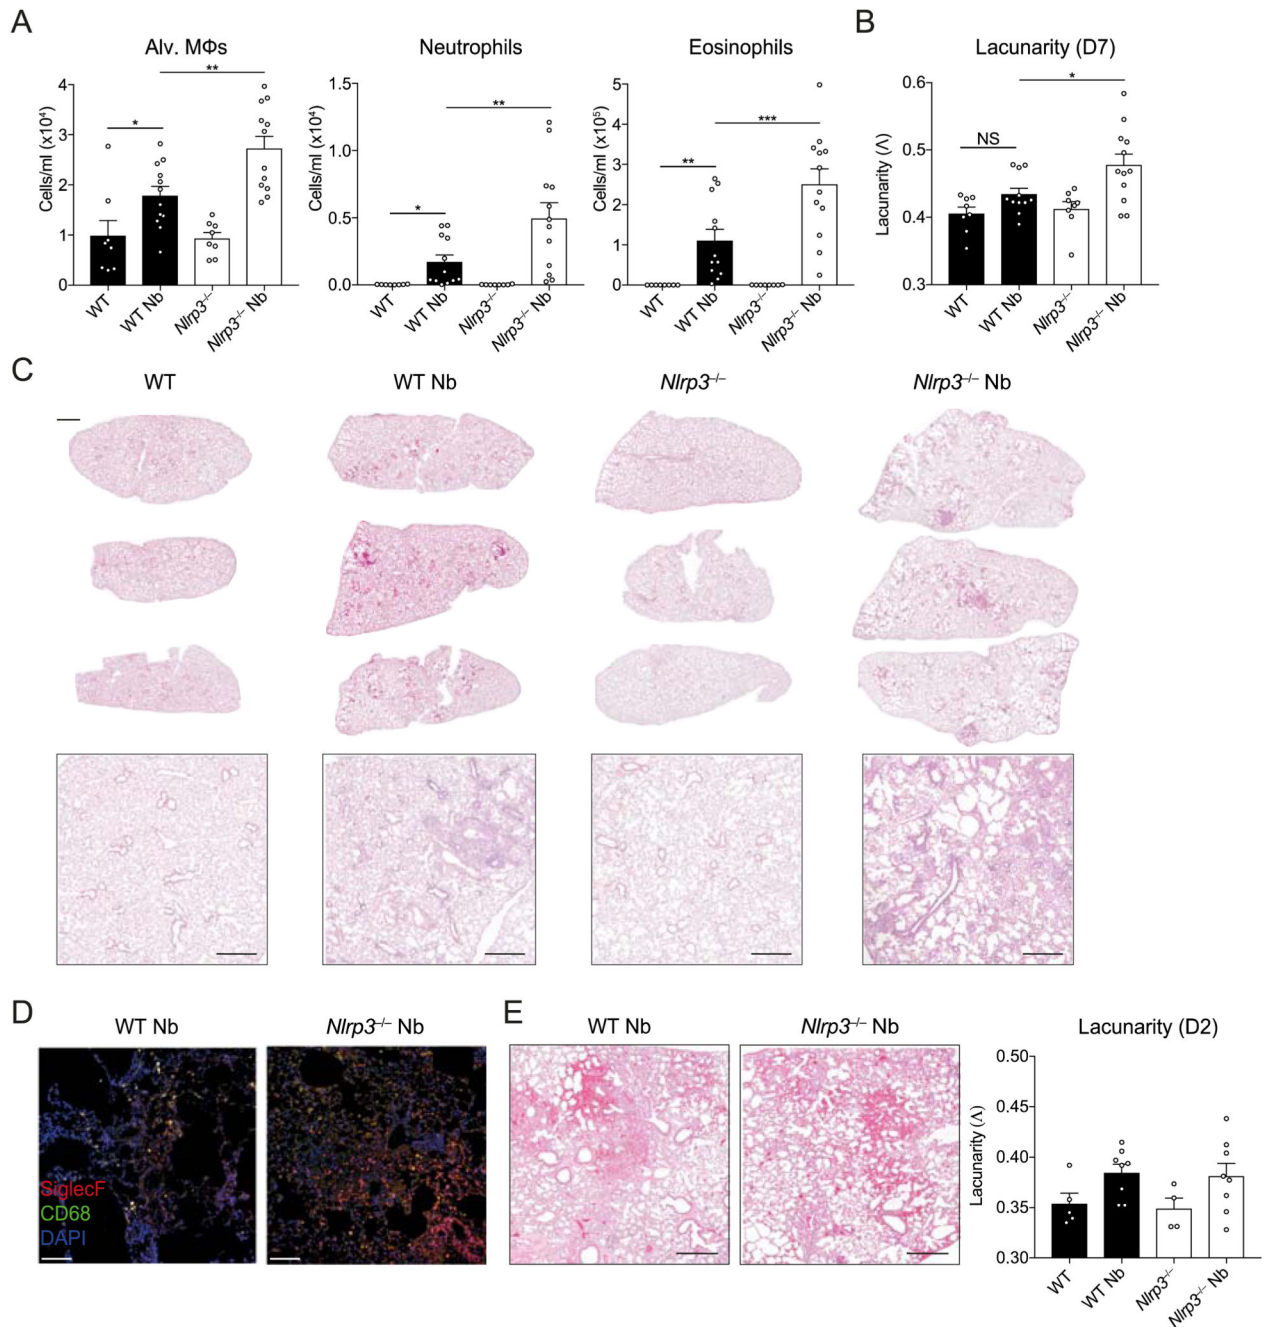 A
Alv. MΦs
Cells/ml (x10⁴)
4
3
2
1
0
*
**
WT
WT Nb
Nlrp3⁻/⁻
Nlrp3⁻/⁻ Nb
Neutrophils
Cells/ml (x10⁴)
1.5
1.0
0.5
0.0
*
**
WT
WT Nb
Nlrp3⁻/⁻
Nlrp3⁻/⁻ Nb
Eosinophils
Cells/ml (x10⁵)
5
4
3
2
1
0
**
***
WT
WT Nb
Nlrp3⁻/⁻
Nlrp3⁻/⁻ Nb
B
Lacunarity (D7)
Lacunarity (Λ)
0.6
0.5
0.4
0.3
NS
*
WT
WT Nb
Nlrp3⁻/⁻
Nlrp3⁻/⁻ Nb
C
WT
WT Nb
Nlrp3⁻/⁻
Nlrp3⁻/⁻ Nb
D
WT Nb
Nlrp3⁻/⁻ Nb
SiglecF
CD68
DAPI
E
WT Nb
Nlrp3⁻/⁻ Nb
Lacunarity (D2)
Lacunarity (Λ)
0.50
0.45
0.40
0.35
0.30
WT
WT Nb
Nlrp3⁻/⁻
Nlrp3⁻/⁻ Nb